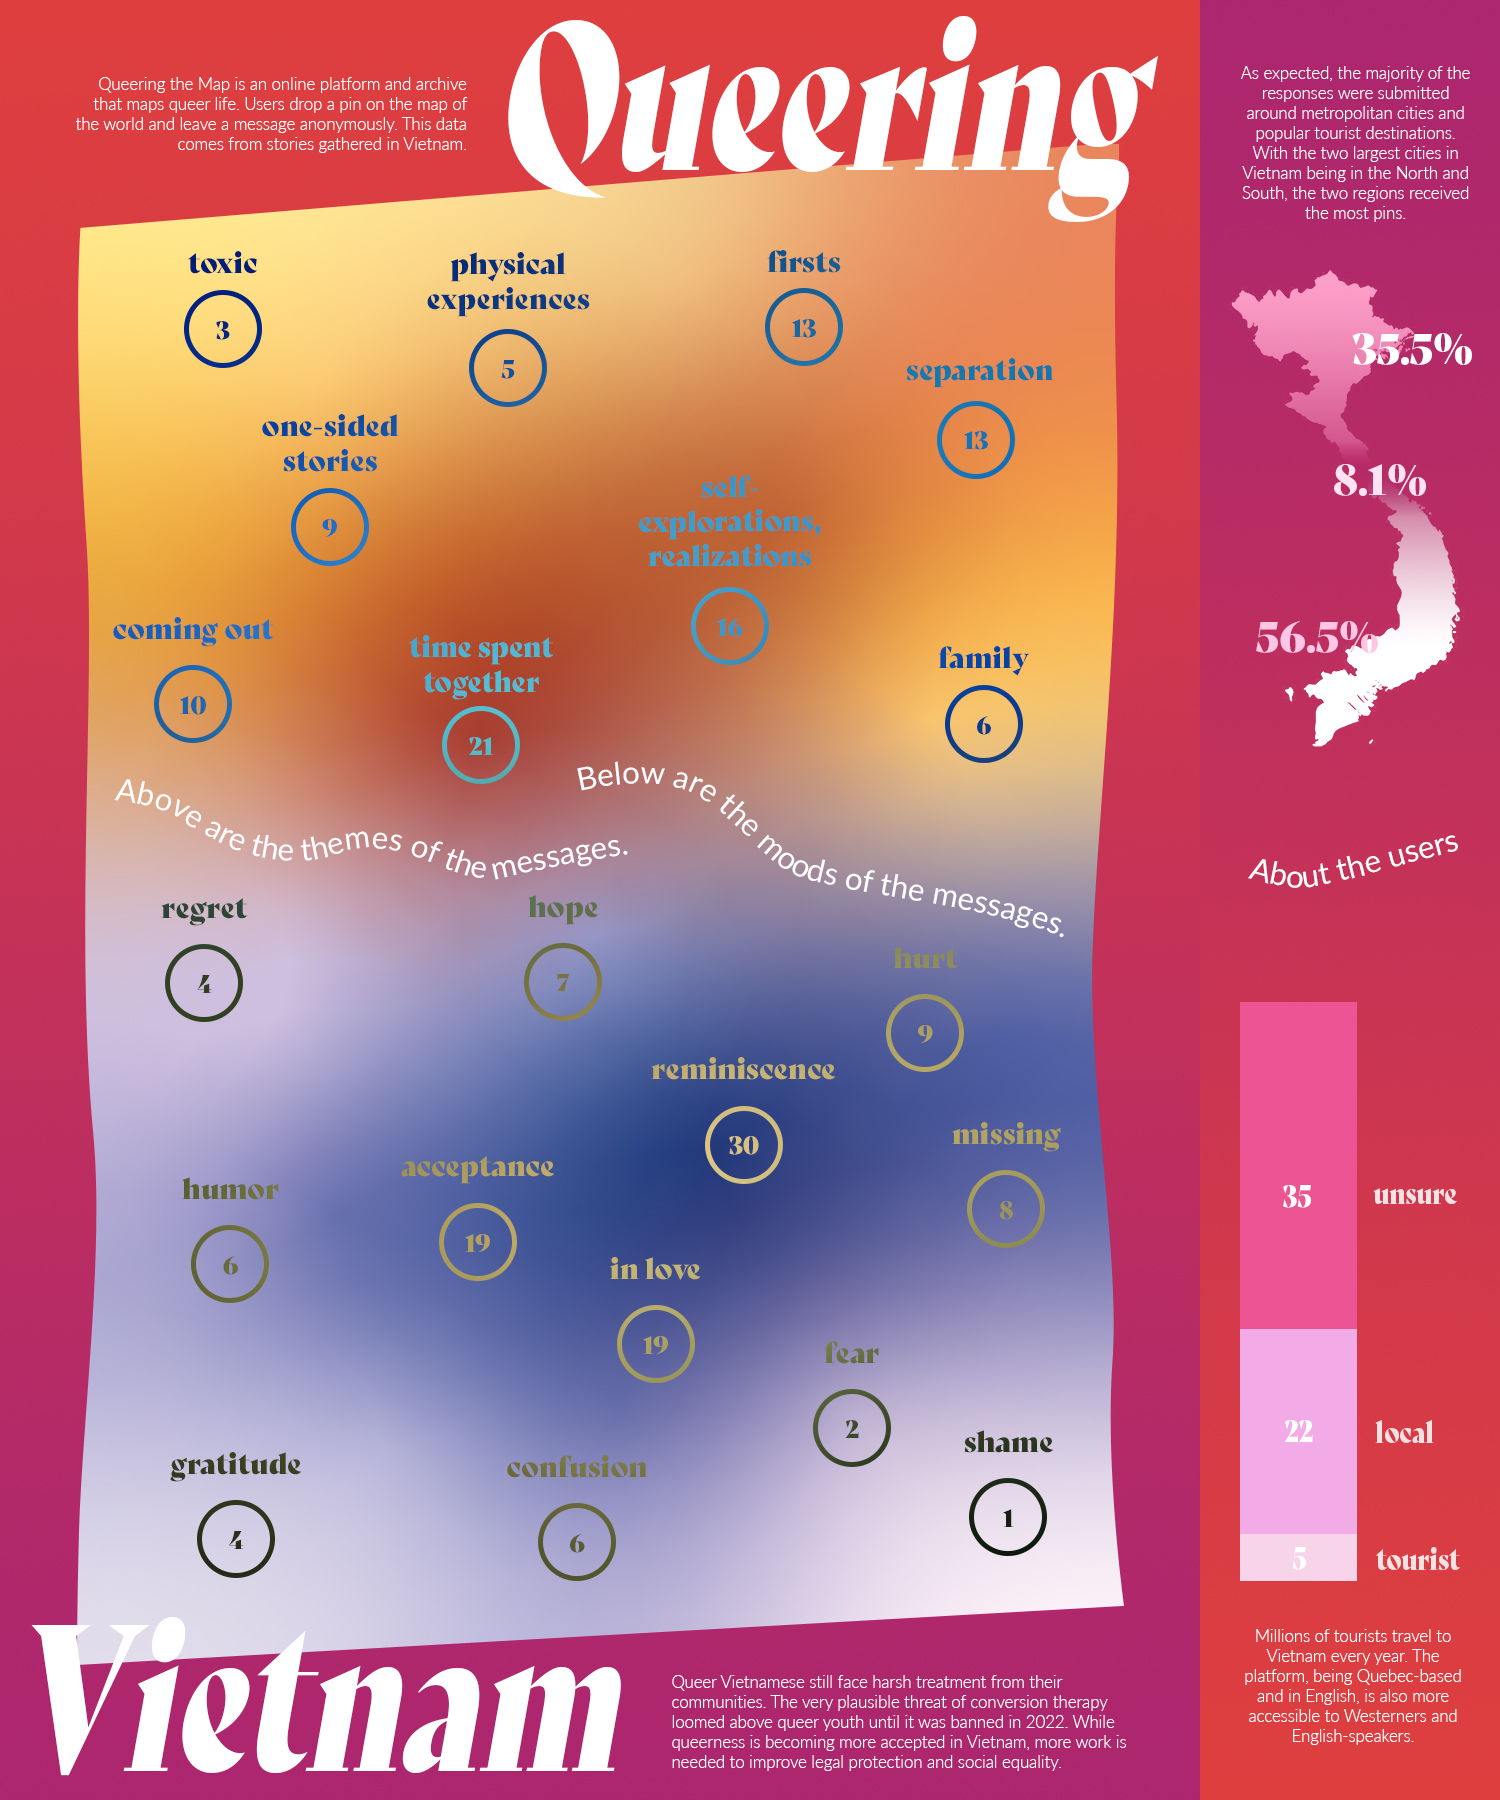 Queering
Queering the Map is an online platform and archive
that maps queer life. Users drop a pin on the map of
the world and leave a message anonymously. This data
comes from stories gathered in Vietnam.
toxic
3
physical
experiences
5
firsts
13
separation
13
one-sided
stories
9
self-
explorations,
realizations
16
coming out
10
time spent
together
21
family
6
Above are the themes of the messages.
Below are the moods of the messages.
regret
4
hope
7
hurt
9
reminiscence
30
missing
8
acceptance
19
humor
6
in love
19
fear
2
shame
1
gratitude
4
confusion
6
Vietnam
Queer Vietnamese still face harsh treatment from their
communities. The very plausible threat of conversion therapy
loomed above queer youth until it was banned in 2022. While
queerness is becoming more accepted in Vietnam, more work is
needed to improve legal protection and social equality.
As expected, the majority of the
responses were submitted
around metropolitan cities and
popular tourist destinations.
With the two largest cities in
Vietnam being in the North and
South, the two regions received
the most pins.
35.5%
8.1%
56.5%
About the users
35
unsure
22
local
5
tourist
Millions of tourists travel to
Vietnam every year. The
platform, being Quebec-based
and in English, is also more
accessible to Westerners and
English-speakers.